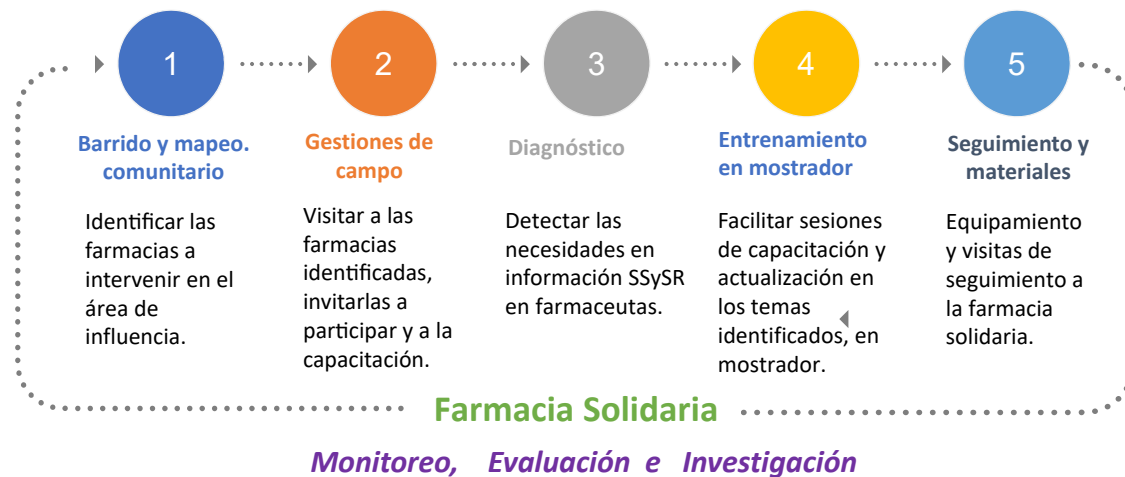 1
Barrido y mapeo.
comunitario
Identificar las
farmacias a
intervenir en el
área de
influencia.
2
Gestiones de
campo
Visitar a las
farmacias
identificadas,
invitarlas a
participar y a la
capacitación.
3
Diagnóstico
Detectar las
necesidades en
información SSySR
en farmaceutas.
4
Entrenamiento
en mostrador
Facilitar sesiones
de capacitación y
actualización en
los temas
identificados, en
mostrador.
5
Seguimiento y
materiales
Equipamiento
y visitas de
seguimiento a
la farmacia
solidaria.
Farmacia Solidaria
Monitoreo, Evaluación e Investigación